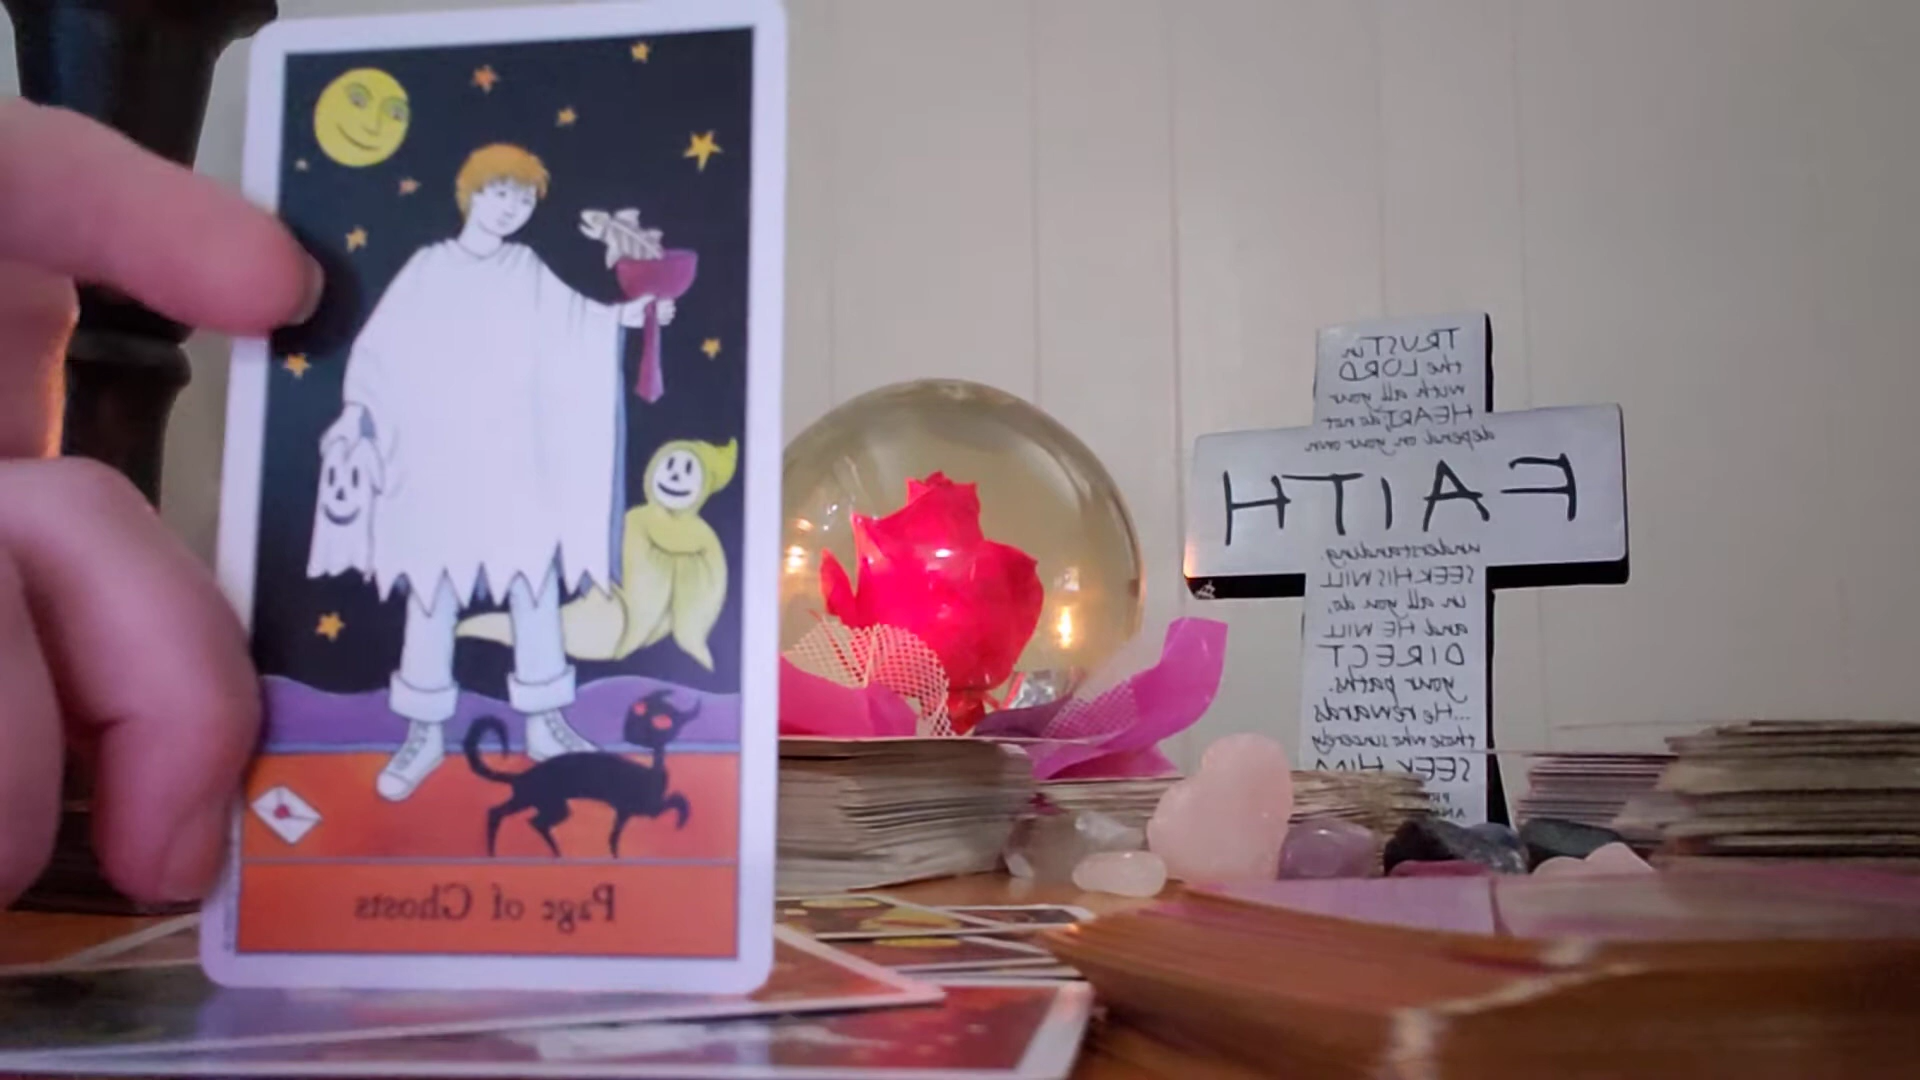 Page of Ghosts
TRUST in
the LORD
with all your
HEART; do not
depend on your own
FAITH
understanding.
SEEK HIS WILL
in all you do,
and HE WILL
DIRECT
your paths.
...He rewards
those who sincerely
SEEK HIM